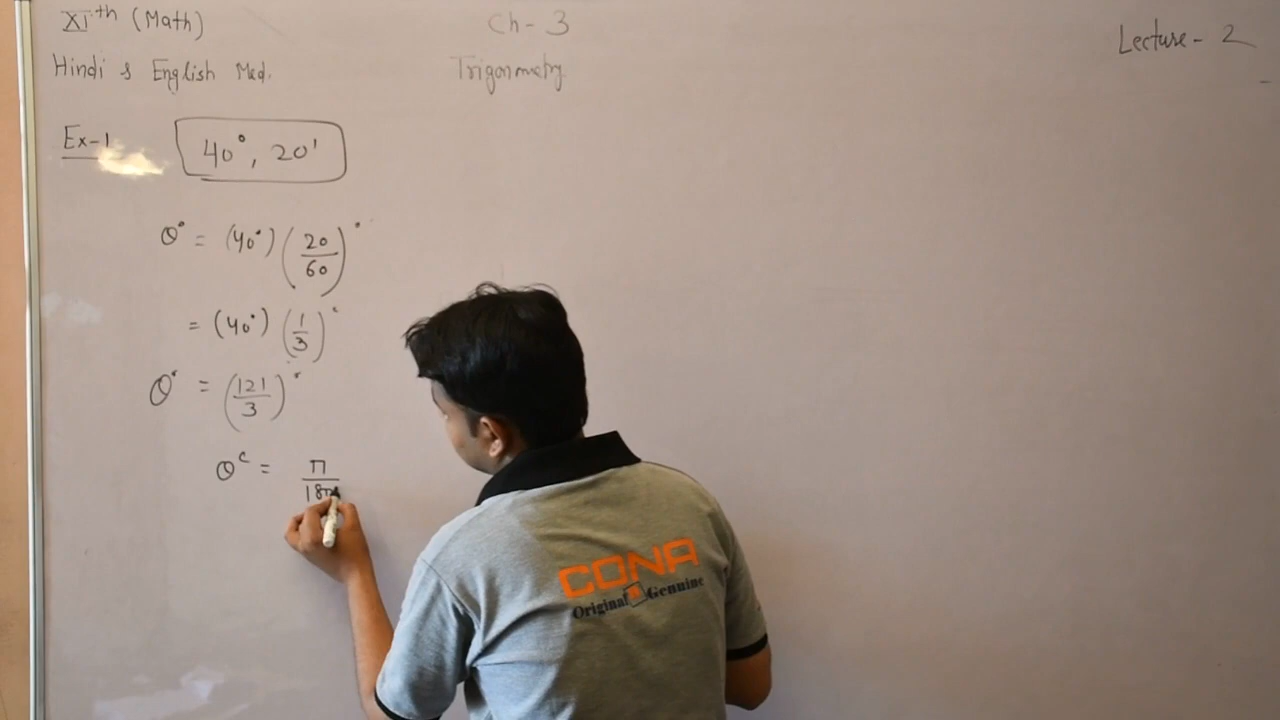 XIth (Math)
Ch - 3
Lecture - 2
Hindi & English Med.
Trigonmetry
Ex-1
40°, 20'
θ° = (40°) (20/60)°
= (40°) (1/3)°
θ° = (121/3)°
θᶜ = π/180
CONA
Original Genuine